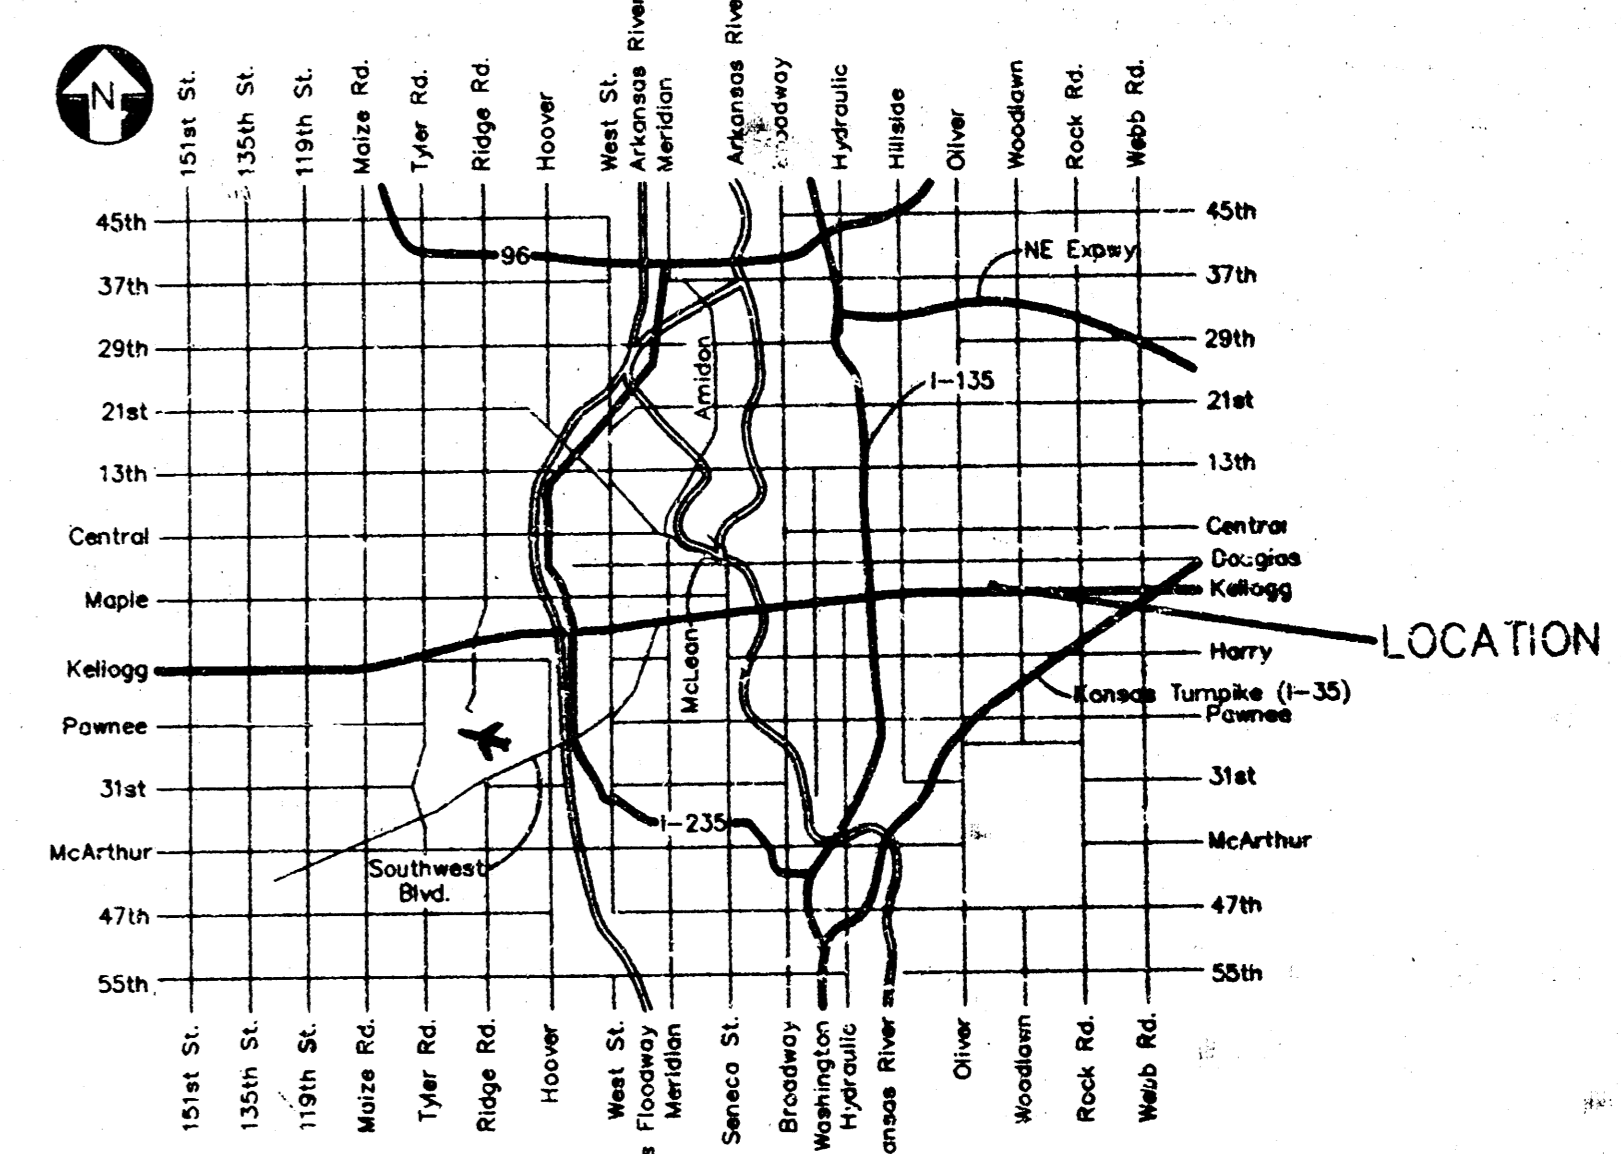 N
151st St.
135th St.
119th St.
Maize Rd.
Tyler Rd.
Ridge Rd.
Hoover
West St.
Arkansas River
Meridian
Arkansas Rive
Hydraulic
Hillside
Oliver
Woodlawn
Rock Rd.
Webb Rd.
45th
45th
96
NE Expwy
37th
37th
29th
29th
Amidon
I-135
21st
21st
13th
13th
Central
Central
Douglas
Maple
Kellogg
LOCATION
Kellogg
McLean
Harry
Kansas Turnpike (I-35)
Pawnee
Pawnee
31st
31st
I-235
McArthur
McArthur
Southwest
Blvd.
47th
47th
55th
55th
151st St.
135th St.
119th St.
Maize Rd.
Tyler Rd.
Ridge Rd.
Hoover
West St.
s Floodway
Meridian
Seneca St.
Broadway
Washington
Hydraulic
ansas River
Oliver
Woodlawn
Rock Rd.
Webb Rd.